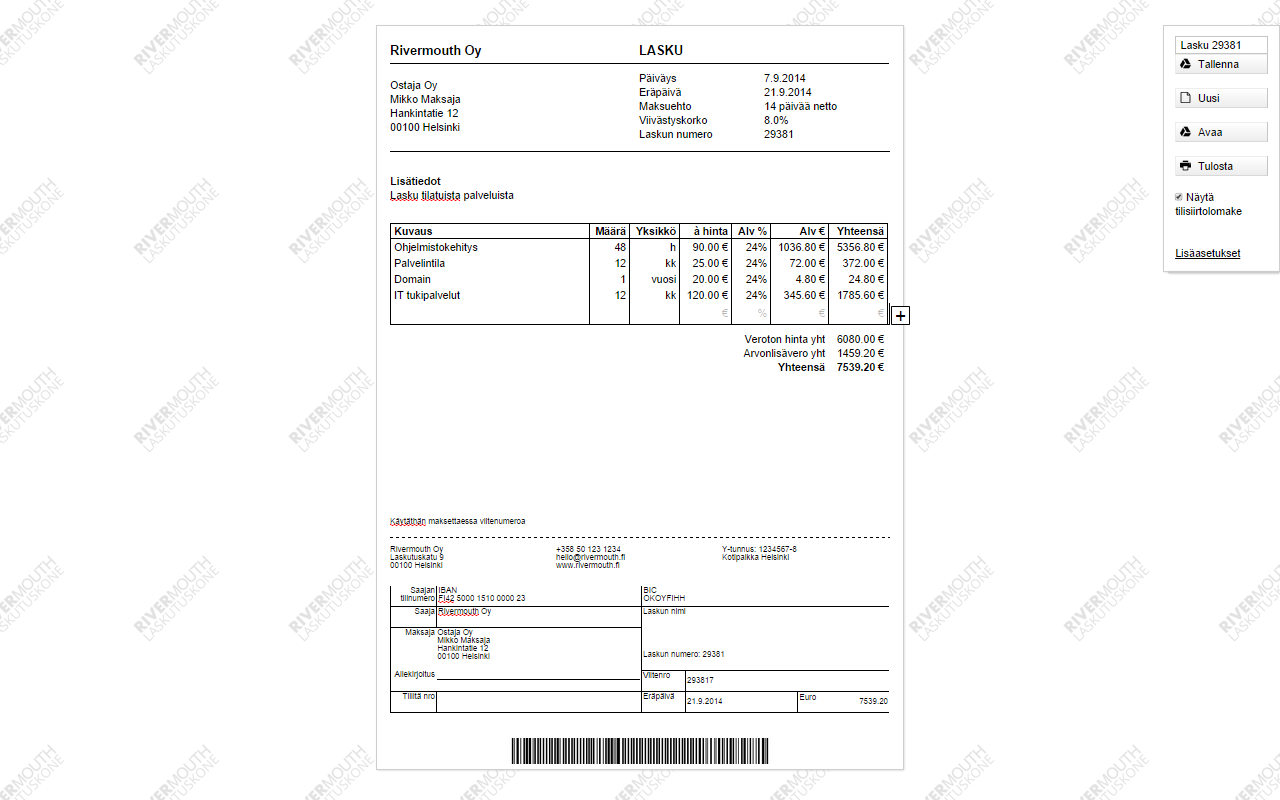 Rivermouth Oy LASKU
Ostaja Oy
Mikko Maksaja
Hankintatie 12
00100 Helsinki
Päiväys 7.9.2014
Eräpäivä 21.9.2014
Maksuehto 14 päivää netto
Viivästyskorko 8.0%
Laskun numero 29381
Lisätiedot
Lasku tilatuista palveluista
Kuvaus Määrä Yksikkö à hinta Alv % Alv € Yhteensä
Ohjelmistokehitys 48 h 90.00 € 24% 1036.80 € 5356.80 €
Palvelintila 12 kk 25.00 € 24% 72.00 € 372.00 €
Domain 1 vuosi 20.00 € 24% 4.80 € 24.80 €
IT tukipalvelut 12 kk 120.00 € 24% 345.60 € 1785.60 €
€ % € €
+
Veroton hinta yht 6080.00 €
Arvonlisävero yht 1459.20 €
Yhteensä 7539.20 €
Käytäthän maksettaessa viitenumeroa
Rivermouth Oy
Laskutuskatu 9
00100 Helsinki
+358 50 123 1234
hello@rivermouth.fi
www.rivermouth.fi
Y-tunnus: 1234567-8
Kotipaikka Helsinki
Saajan
tilinumero
IBAN
FI42 5000 1510 0000 23
BIC
OKOYFIHH
Saaja Rivermouth Oy
Laskun nimi
Maksaja Ostaja Oy
Mikko Maksaja
Hankintatie 12
00100 Helsinki
Laskun numero: 29381
Allekirjoitus
Viitenro 293817
Tililtä nro
Eräpäivä 21.9.2014
Euro 7539.20
Lasku 29381
Tallenna
Uusi
Avaa
Tulosta
Näytä
tilisiirtolomake
Lisäasetukset
RIVERMOUTH
LASKUTUSKONE